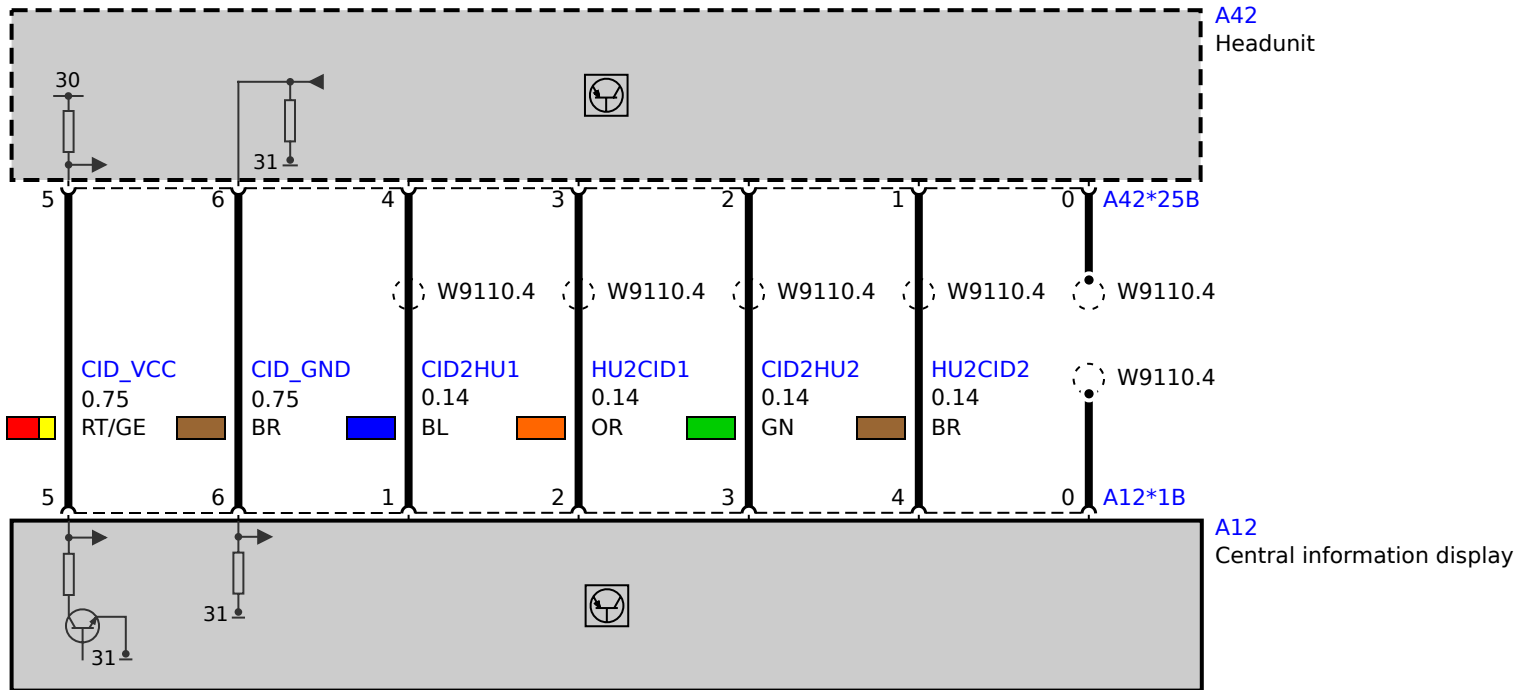 A42
Headunit
30
31
5 6 4 3 2 1 0 A42*25B
W9110.4 W9110.4 W9110.4 W9110.4 W9110.4
CID_VCC CID_GND CID2HU1 HU2CID1 CID2HU2 HU2CID2 W9110.4
0.75 0.75 0.14 0.14 0.14 0.14
RT/GE BR BL OR GN BR
5 6 1 2 3 4 0 A12*1B
A12
Central information display
31
31